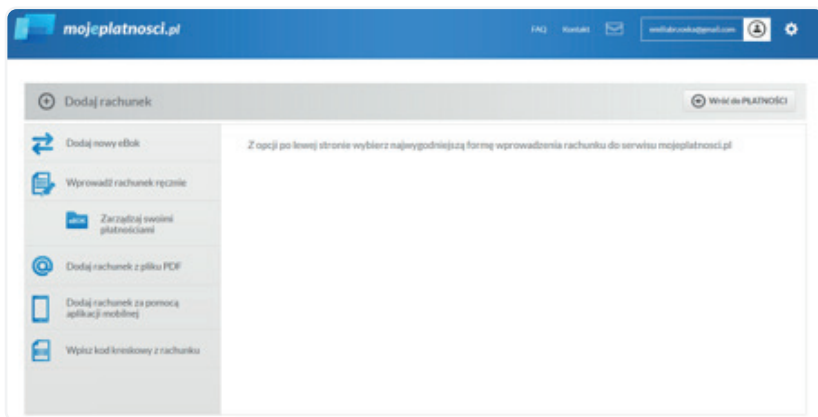 mojeplatnosci.pl
FAQ Kontakt
Dodaj rachunek
Wróć do PŁATNOŚCI
Dodaj nowy eBok
Z opcji po lewej stronie wybierz najwygodniejszą formę wprowadzenia rachunku do serwisu mojeplatnosci.pl
Wprowadź rachunek ręcznie
Zarządzaj swoimi
płatnościami
Dodaj rachunek z pliku PDF
Dodaj rachunek za pomocą
aplikacji mobilnej
Wpisz kod kreskowy z rachunku